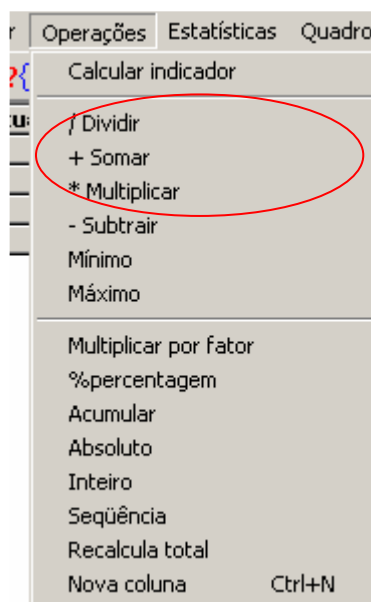 Operações Estatísticas Quadro
Calcular indicador
/ Dividir
+ Somar
* Multiplicar
- Subtrair
Mínimo
Máximo
Multiplicar por fator
%percentagem
Acumular
Absoluto
Inteiro
Seqüência
Recalcula total
Nova coluna Ctrl+N